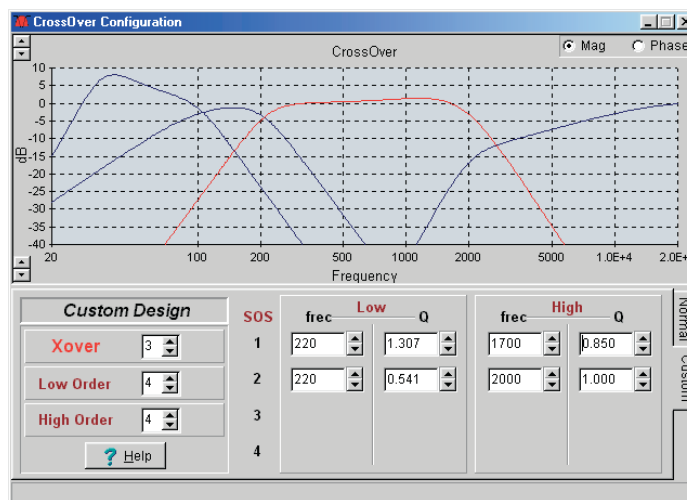 CrossOver Configuration
CrossOver
Mag
Phase
10
5
0
-5
-10
-15
-20
-25
-30
-35
-40
dB
20
100
200
500
1000
2000
5000
1.0E+4
2.0E+
Frequency
Custom Design
Xover
3
Low Order
4
High Order
4
? Help
SOS
Low
High
frec
Q
frec
Q
1
220
1.307
1700
0.850
2
220
0.541
2000
1.000
3
4
Normal
Custom